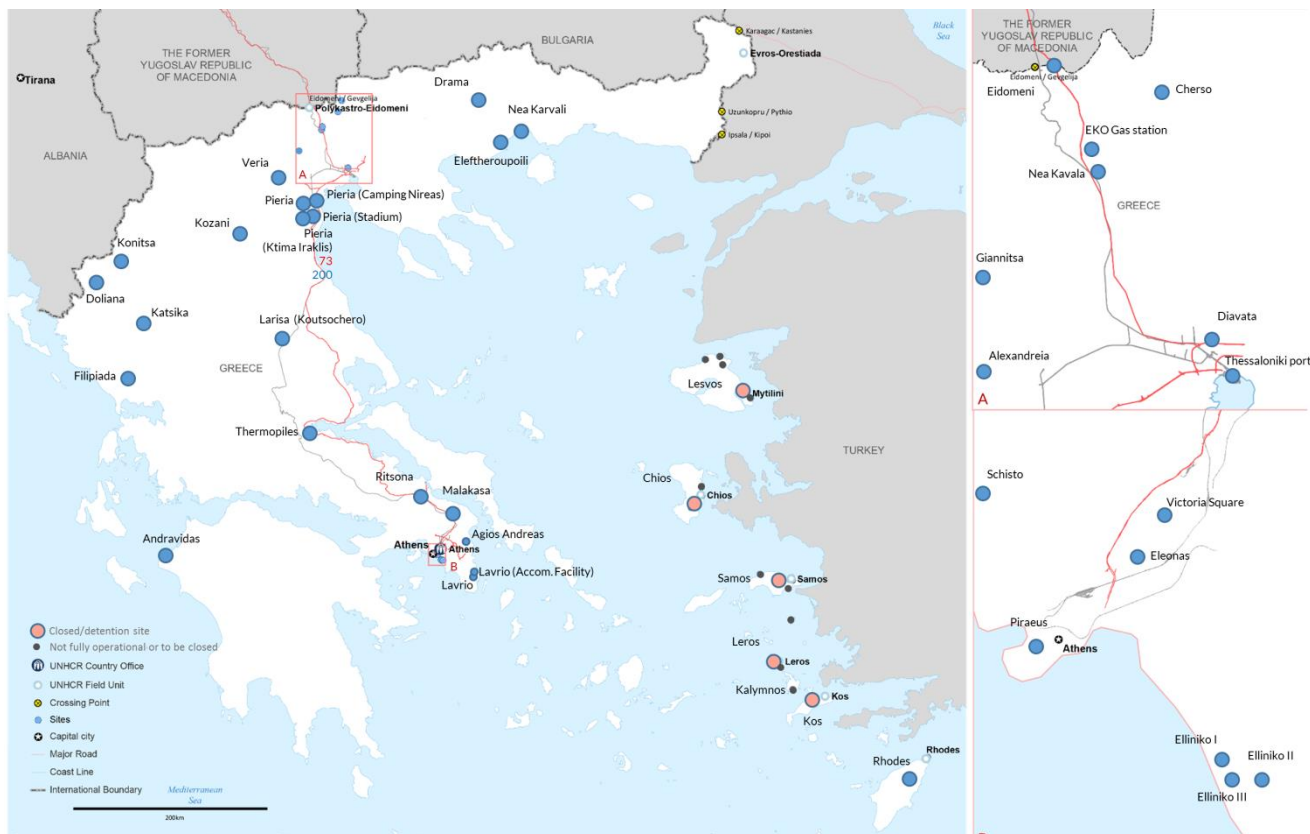 THE FORMER
YUGOSLAV REPUBLIC
OF MACEDONIA
BULGARIA
Black
Sea
Karaagac / Kastanies
Evros-Orestiada
Tirana
Drama
Eidomeni / Gevgelija
Polykastro-Eidomeni
Nea Karvali
Uzunkopru / Pythio
Ipsala / Kipoi
ALBANIA
Eleftheroupoili
Veria
A
Pieria
Pieria (Camping Nireas)
Pieria (Stadium)
Kozani
Pieria
(Ktima Iraklis)
Konitsa
73
200
Doliana
Katsika
Larisa (Koutsochero)
GREECE
Filipiada
Lesvos
Mytilini
Thermopiles
TURKEY
Ritsona
Malakasa
Chios
Chios
Andravidas
Agios Andreas
Athens
Athens
B
Lavrio (Accom. Facility)
Lavrio
Samos
Samos
Leros
Leros
Kalymnos
Kos
Kos
Rhodes
Rhodes
Closed/detention site
Not fully operational or to be closed
UNHCR Country Office
UNHCR Field Unit
Crossing Point
Sites
Capital city
Major Road
Coast Line
International Boundary
Mediterranean
Sea
200km
THE FORMER
YUGOSLAV REPUBLIC OF
MACEDONIA
Eidomeni / Gevgelija
Eidomeni
Cherso
EKO Gas station
Nea Kavala
GREECE
Giannitsa
Diavata
Alexandreia
Thessaloniki port
A
Schisto
Victoria Square
Eleonas
Piraeus
Athens
Elliniko I
Elliniko II
Elliniko III